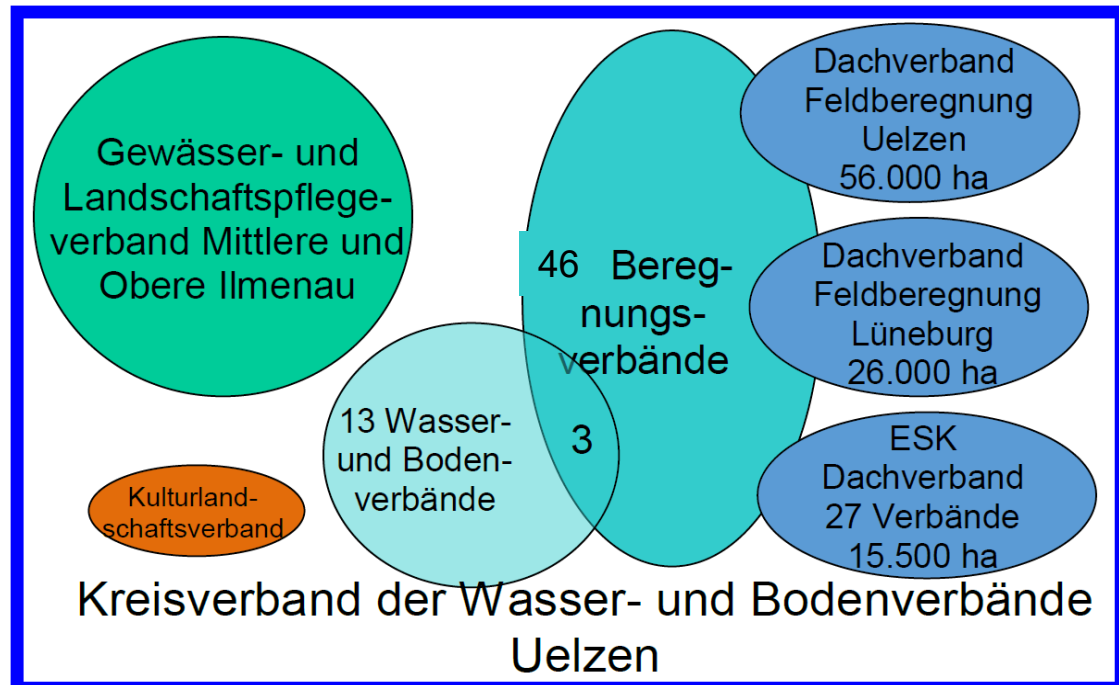 Gewässer- und
Landschaftspflege-
verband Mittlere und
Obere Ilmenau
46 Bereg-
nungs-
verbände
Dachverband
Feldberegnung
Uelzen
56.000 ha
Dachverband
Feldberegnung
Lüneburg
26.000 ha
13 Wasser-
und Boden-
verbände
3
ESK
Dachverband
27 Verbände
15.500 ha
Kulturland-
schaftsverband
Kreisverband der Wasser- und Bodenverbände
Uelzen